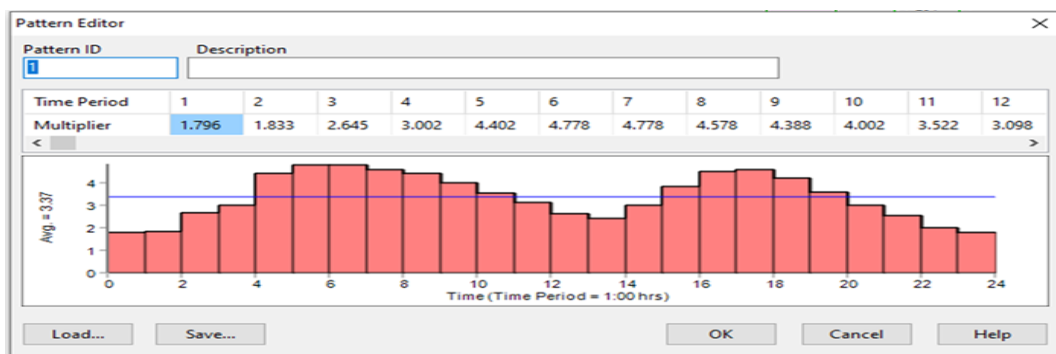 Pattern Editor
Pattern ID Description
1
Time Period 1 2 3 4 5 6 7 8 9 10 11 12
Multiplier 1.796 1.833 2.645 3.002 4.402 4.778 4.778 4.578 4.388 4.002 3.522 3.098
Avg. = 3.37
4
3
2
1
0
0 2 4 6 8 10 12 14 16 18 20 22 24
Time (Time Period = 1:00 hrs)
Load... Save... OK Cancel Help